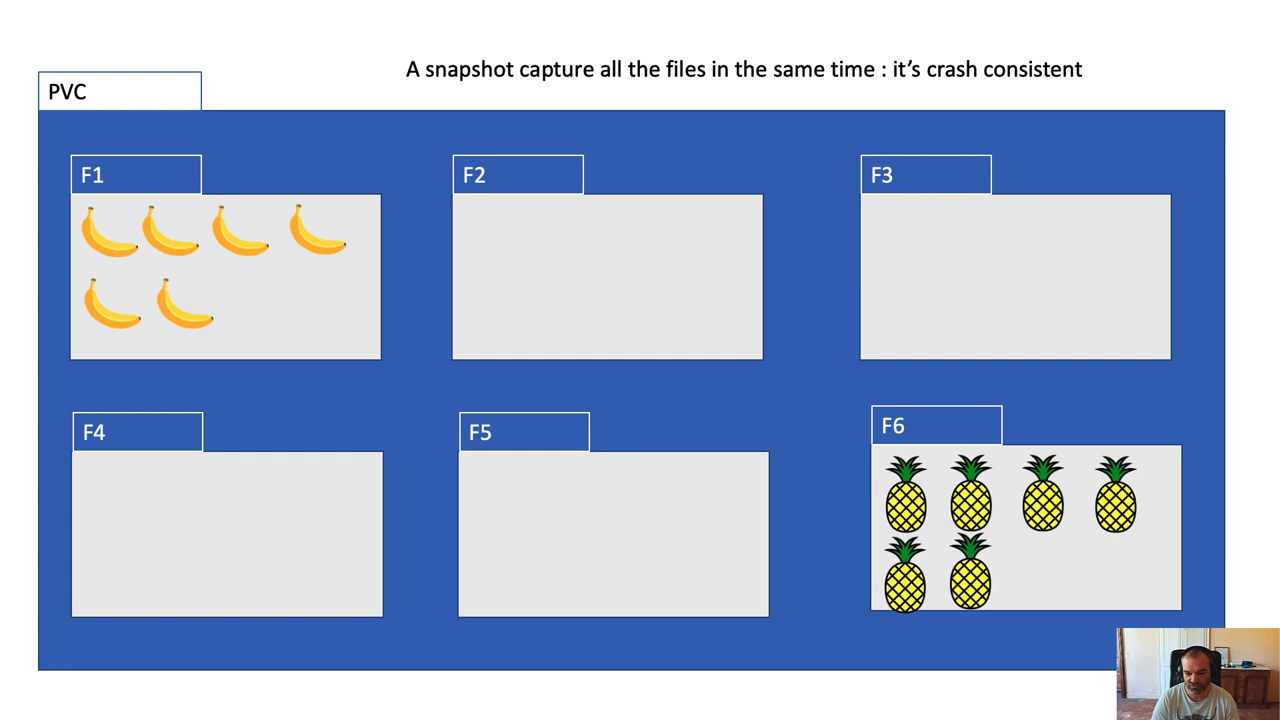 A snapshot capture all the files in the same time : it's crash consistent
PVC
F1
F2
F3
F4
F5
F6